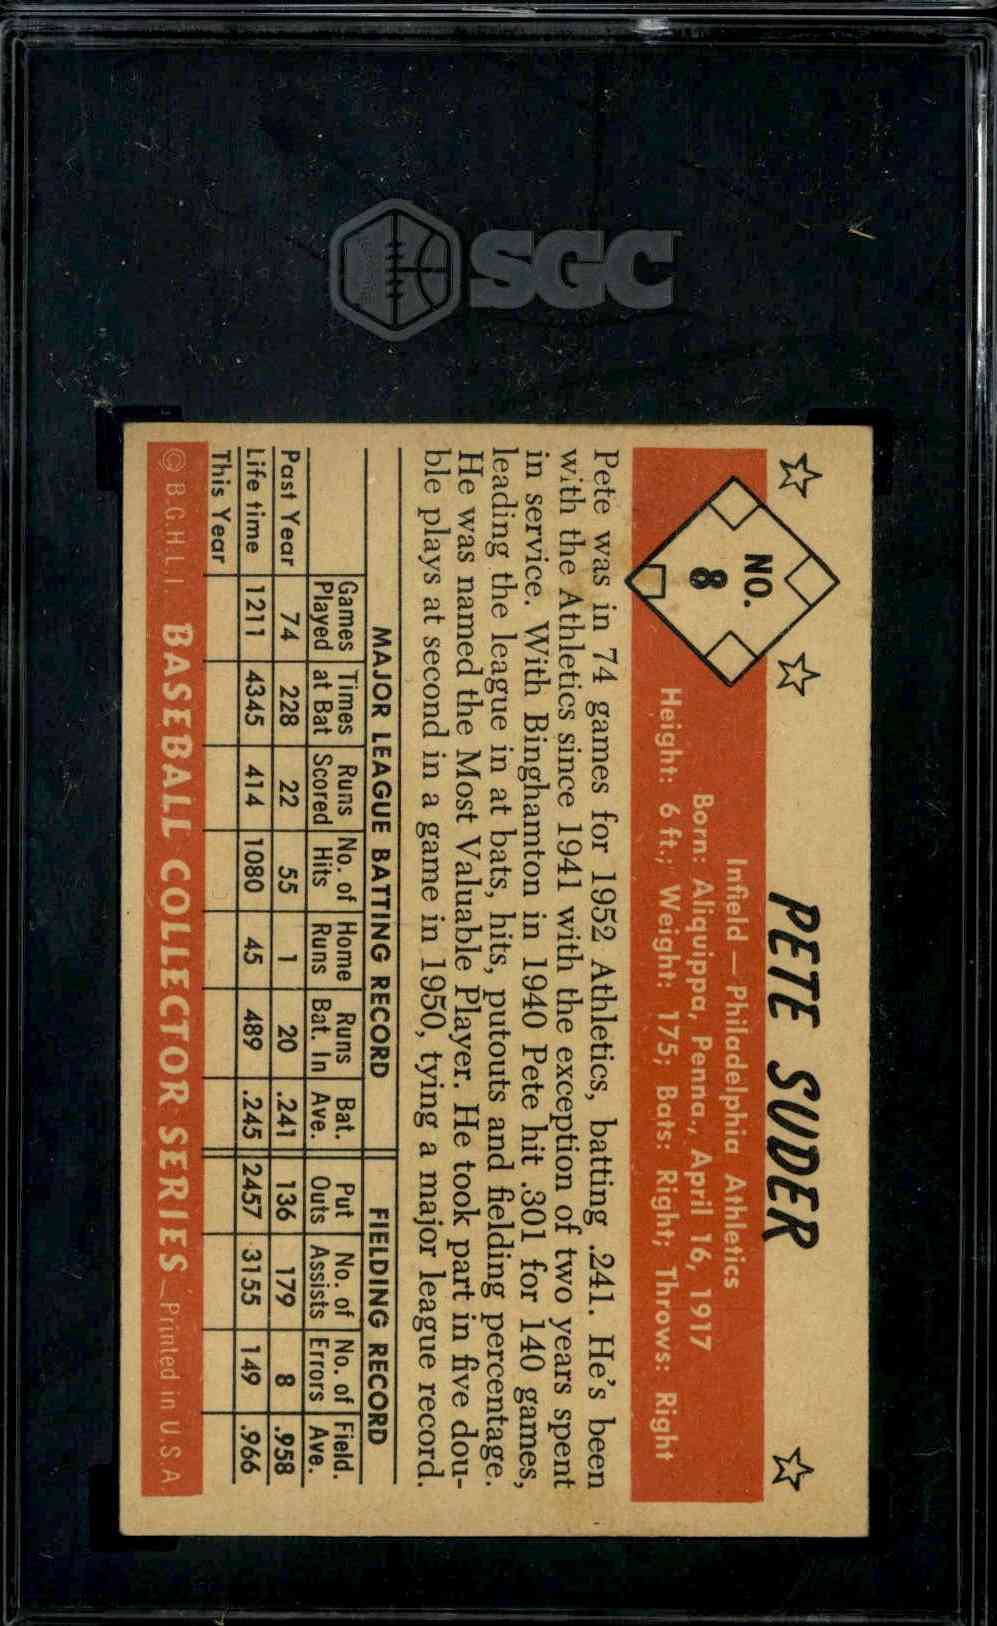 SGC
NO.
8
PETE SUDER
Infield — Philadelphia Athletics
Born: Aliquippa, Penna., April 16, 1917
Height: 6 ft.; Weight: 175; Bats: Right; Throws: Right
Pete was in 74 games for 1952 Athletics, batting .241. He's been
with the Athletics since 1941 with the exception of two years spent
in service. With Binghamton in 1940 Pete hit .301 for 140 games,
leading the league in at bats, hits, putouts and fielding percentage.
He was named the Most Valuable Player. He took part in five dou-
ble plays at second in a game in 1950, tying a major league record.
MAJOR LEAGUE BATTING RECORD FIELDING RECORD
Games Times Runs No. of Home Runs Bat. Put No. of No. of Field.
Played at Bat Scored Hits Runs Bat. In Ave. Outs Assists Errors Ave.
Past Year 74 228 22 55 1 20 .241 136 179 8 .958
Life time 1211 4345 414 1080 45 489 .245 2457 3155 149 .966
This Year
© B.G.H.L.I. BASEBALL COLLECTOR SERIES — Printed in U.S.A.